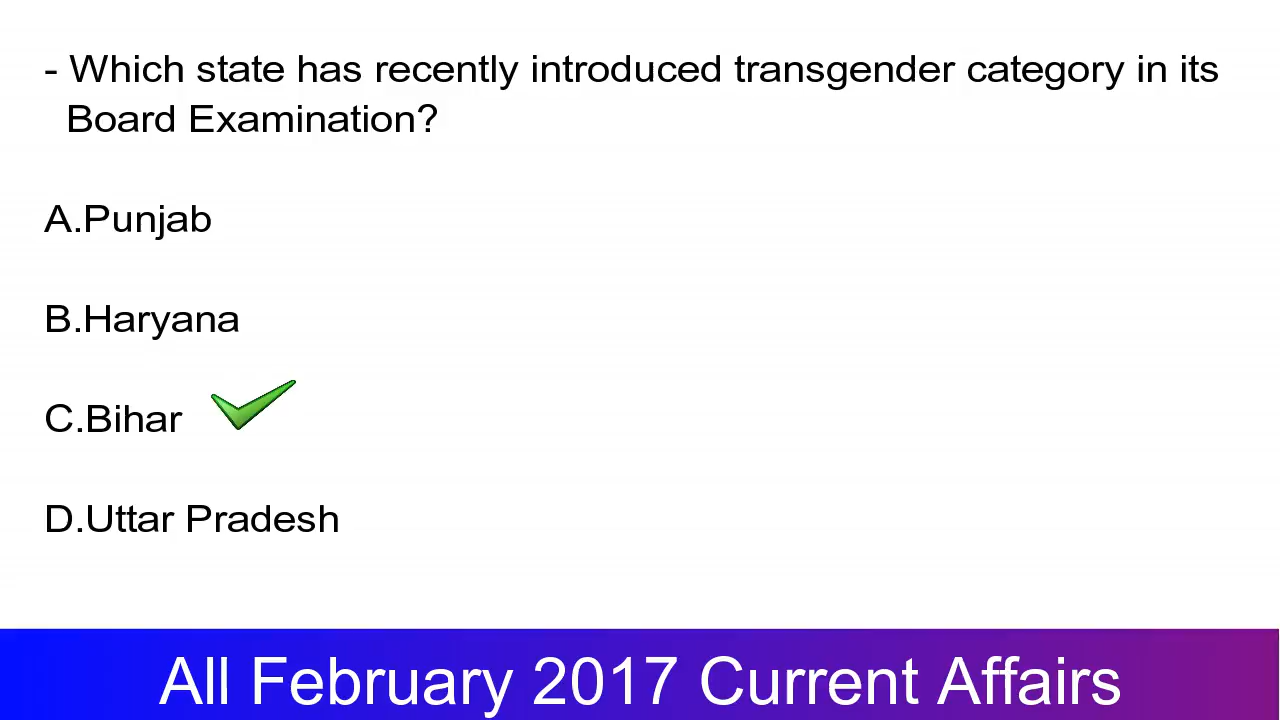 - Which state has recently introduced transgender category in its
Board Examination?
A.Punjab
B.Haryana
C.Bihar
D.Uttar Pradesh
All February 2017 Current Affairs